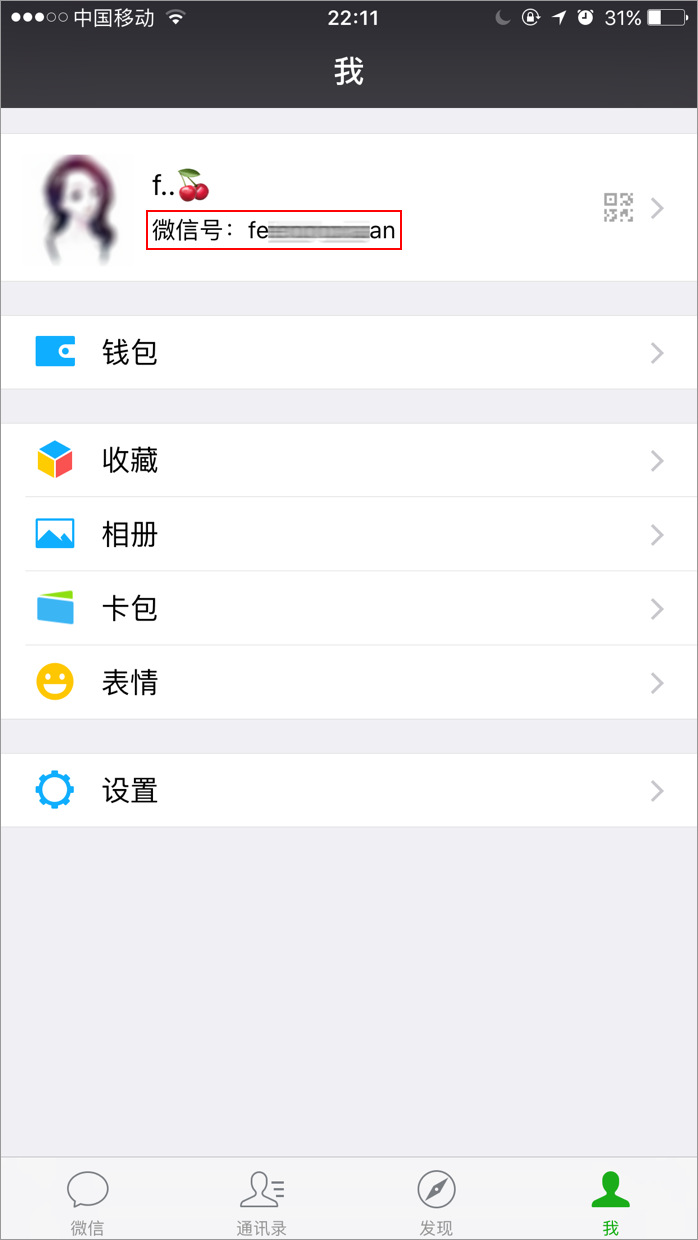 中国移动 22:11 31%
我
f..🍒
微信号：fe an
钱包
收藏
相册
卡包
表情
设置
微信 通讯录 发现 我